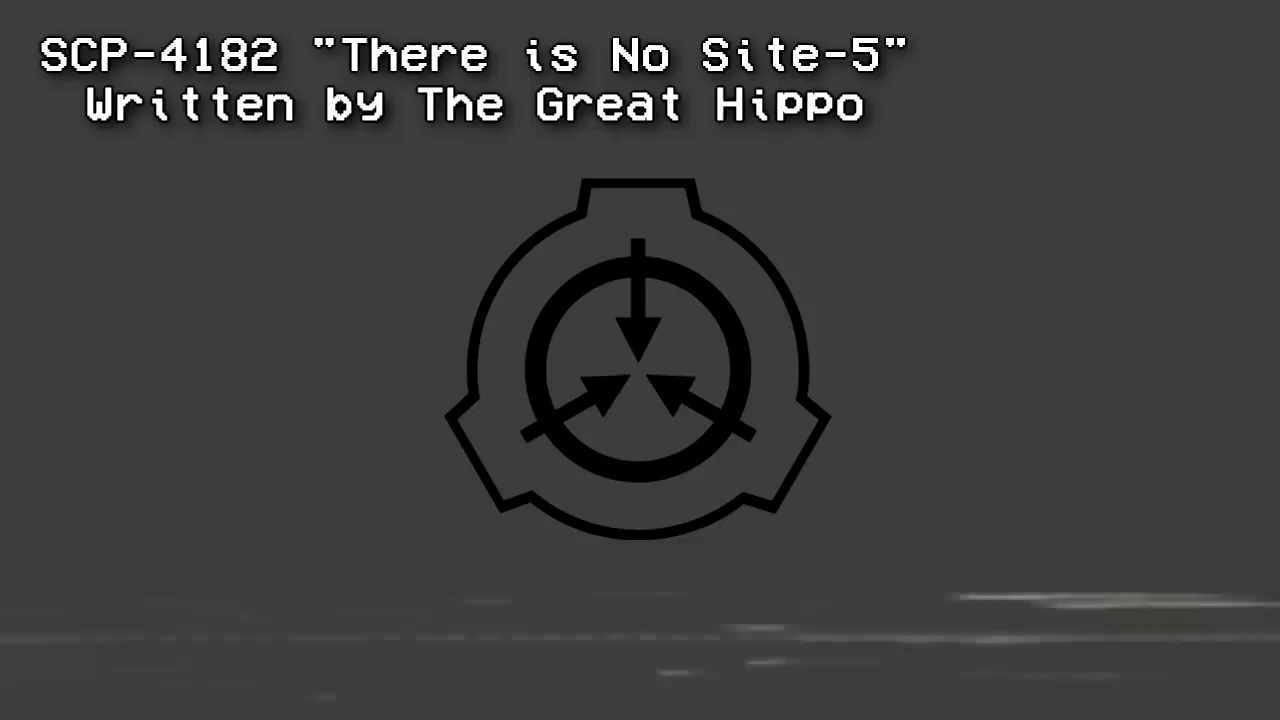 SCP-4182 "There is No Site-5"
Written by The Great Hippo